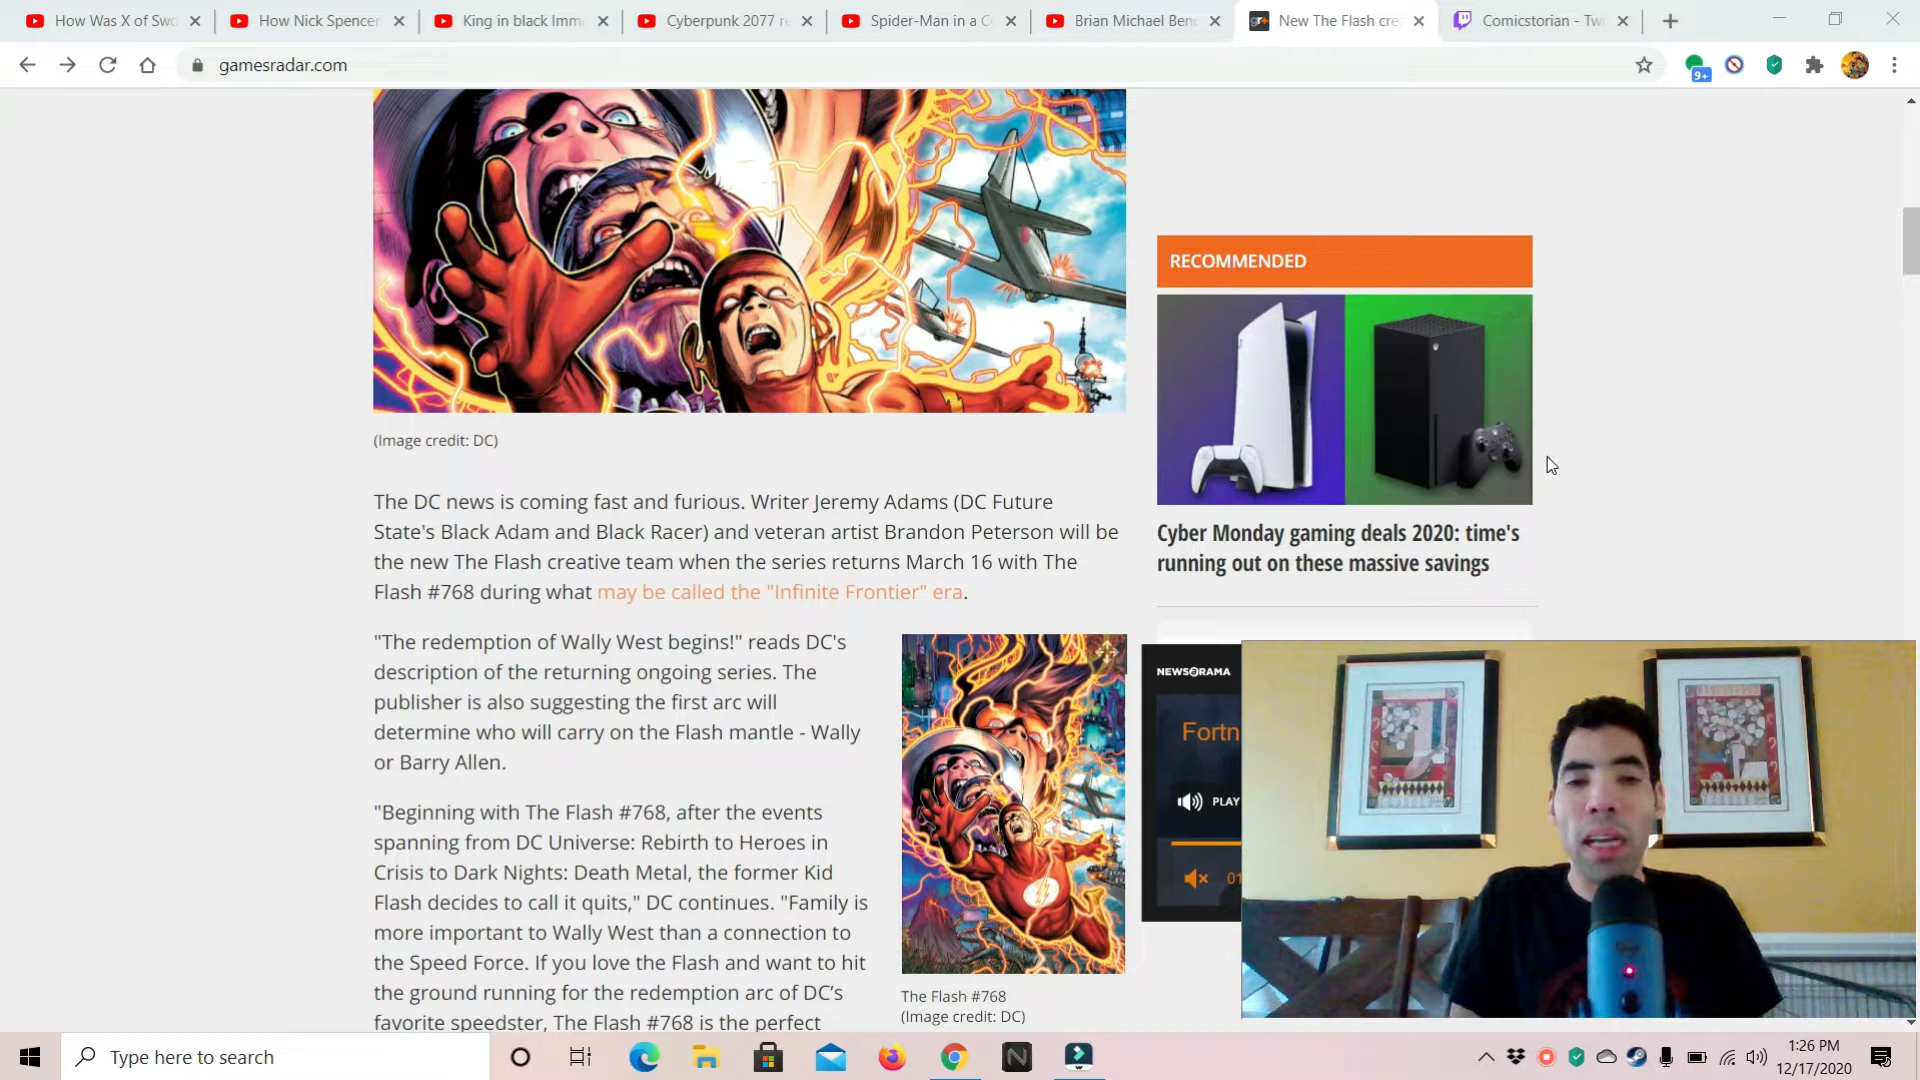 How Was X of Swo
How Nick Spencer
King in black Imm
Cyberpunk 2077 re
Spider-Man in a C
Brian Michael Ben
gr+ New The Flash cre
Comicstorian - Tw
gamesradar.com
9+
RECOMMENDED
(Image credit: DC)
The DC news is coming fast and furious. Writer Jeremy Adams (DC Future
State's Black Adam and Black Racer) and veteran artist Brandon Peterson will be
the new The Flash creative team when the series returns March 16 with The
Flash #768 during what may be called the "Infinite Frontier" era.
Cyber Monday gaming deals 2020: time's
running out on these massive savings
"The redemption of Wally West begins!" reads DC's
description of the returning ongoing series. The
publisher is also suggesting the first arc will
determine who will carry on the Flash mantle - Wally
or Barry Allen.
"Beginning with The Flash #768, after the events
spanning from DC Universe: Rebirth to Heroes in
Crisis to Dark Nights: Death Metal, the former Kid
Flash decides to call it quits," DC continues. "Family is
more important to Wally West than a connection to
the Speed Force. If you love the Flash and want to hit
the ground running for the redemption arc of DC’s
favorite speedster, The Flash #768 is the perfect
The Flash #768
(Image credit: DC)
NEWSARAMA
Fortn
PLAY
01
Type here to search
1:26 PM
12/17/2020